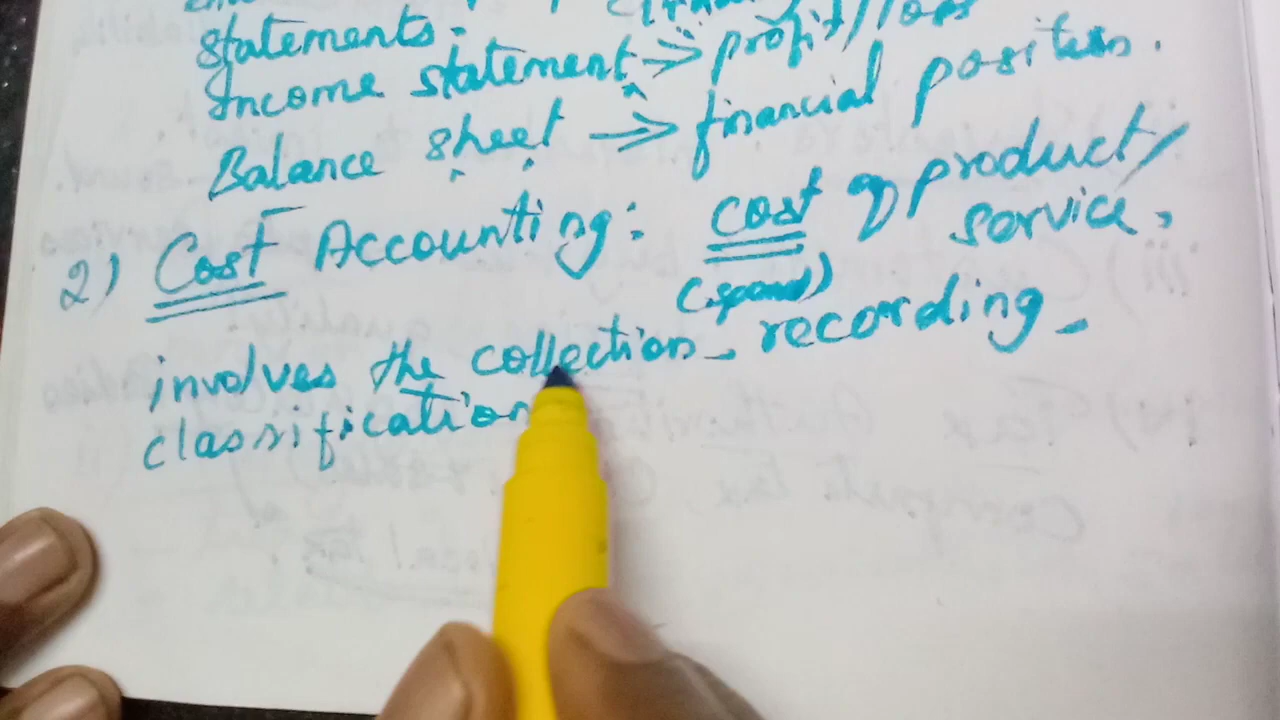 statements.
Income statement → profit/loss
Balance sheet → financial position.
2) Cost Accounting: cost of product/
service,
(spend)
involves the collection, recording,
classification